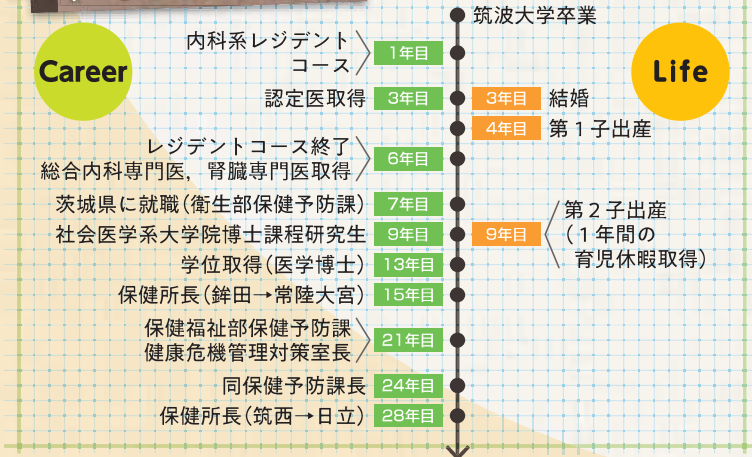 筑波大学卒業
Career
Life
内科系レジデント
コース
1年目
認定医取得
3年目
3年目
結婚
4年目
第1子出産
レジデントコース終了
総合内科専門医，腎臓専門医取得
6年目
茨城県に就職（衛生部保健予防課）
7年目
社会医学系大学院博士課程研究生
9年目
9年目
第2子出産
（1年間の
育児休暇取得）
学位取得（医学博士）
13年目
保健所長（鉾田→常陸大宮）
15年目
保健福祉部保健予防課
健康危機管理対策室長
21年目
同保健予防課長
24年目
保健所長（筑西→日立）
28年目